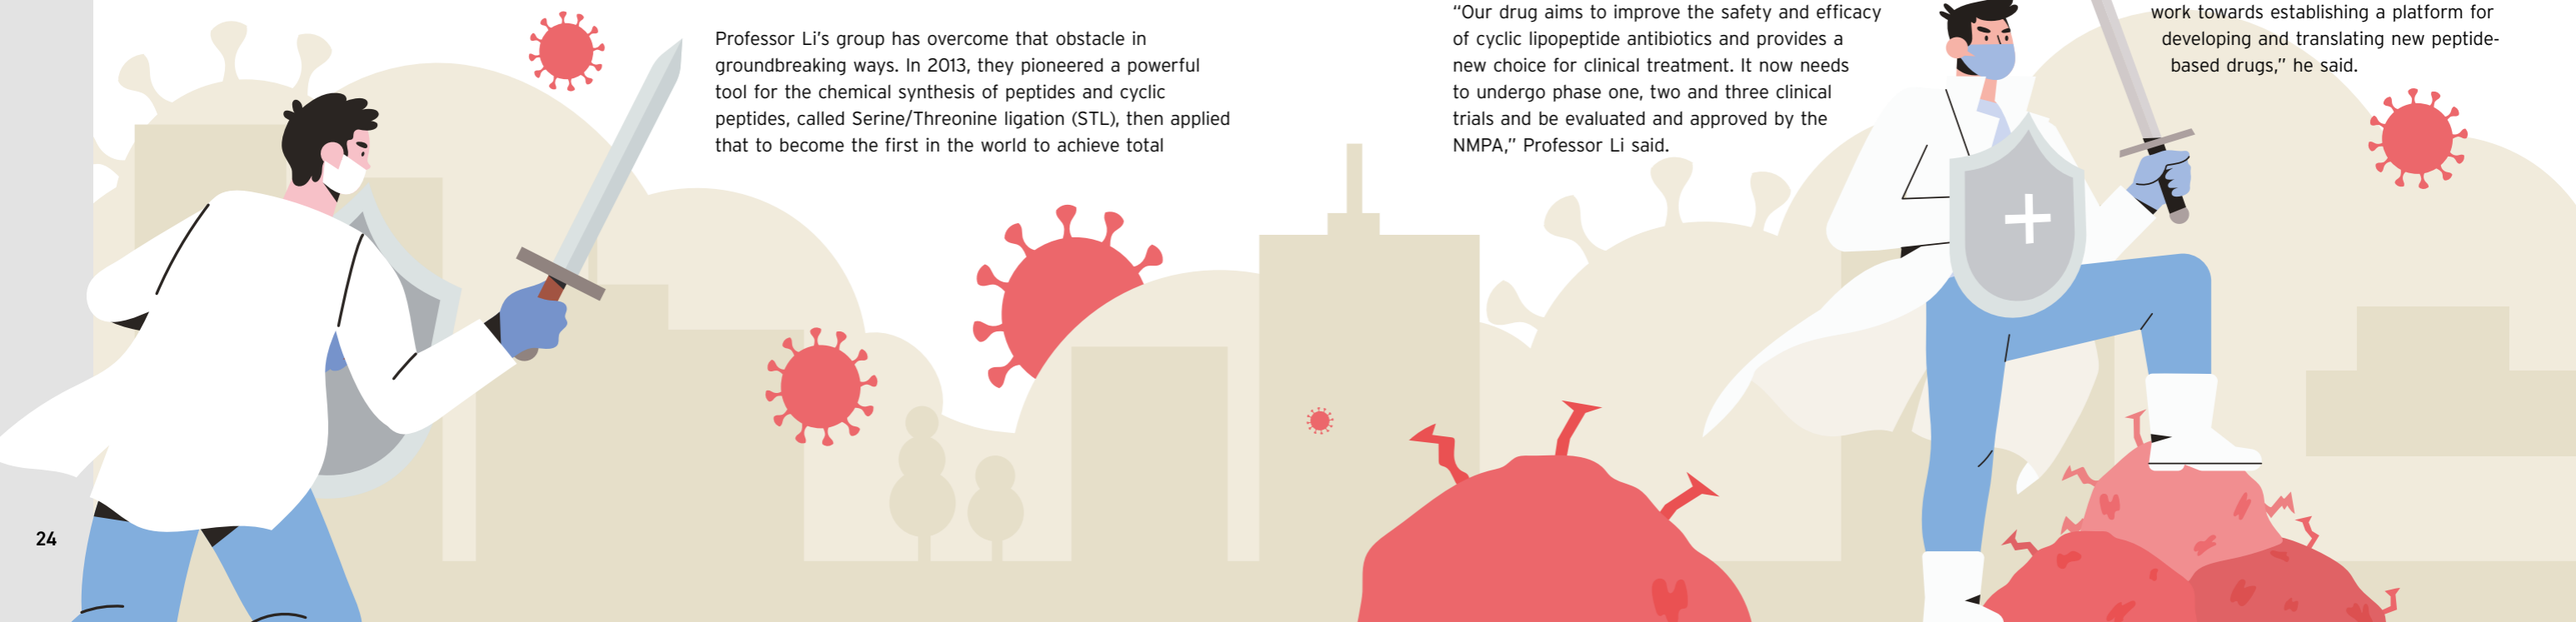 Professor Li’s group has overcome that obstacle in
groundbreaking ways. In 2013, they pioneered a powerful
tool for the chemical synthesis of peptides and cyclic
peptides, called Serine/Threonine ligation (STL), then applied
that to become the first in the world to achieve total
“Our drug aims to improve the safety and efficacy
of cyclic lipopeptide antibiotics and provides a
new choice for clinical treatment. It now needs
to undergo phase one, two and three clinical
trials and be evaluated and approved by the
NMPA,” Professor Li said.
work towards establishing a platform for
developing and translating new peptide-
based drugs,” he said.
24